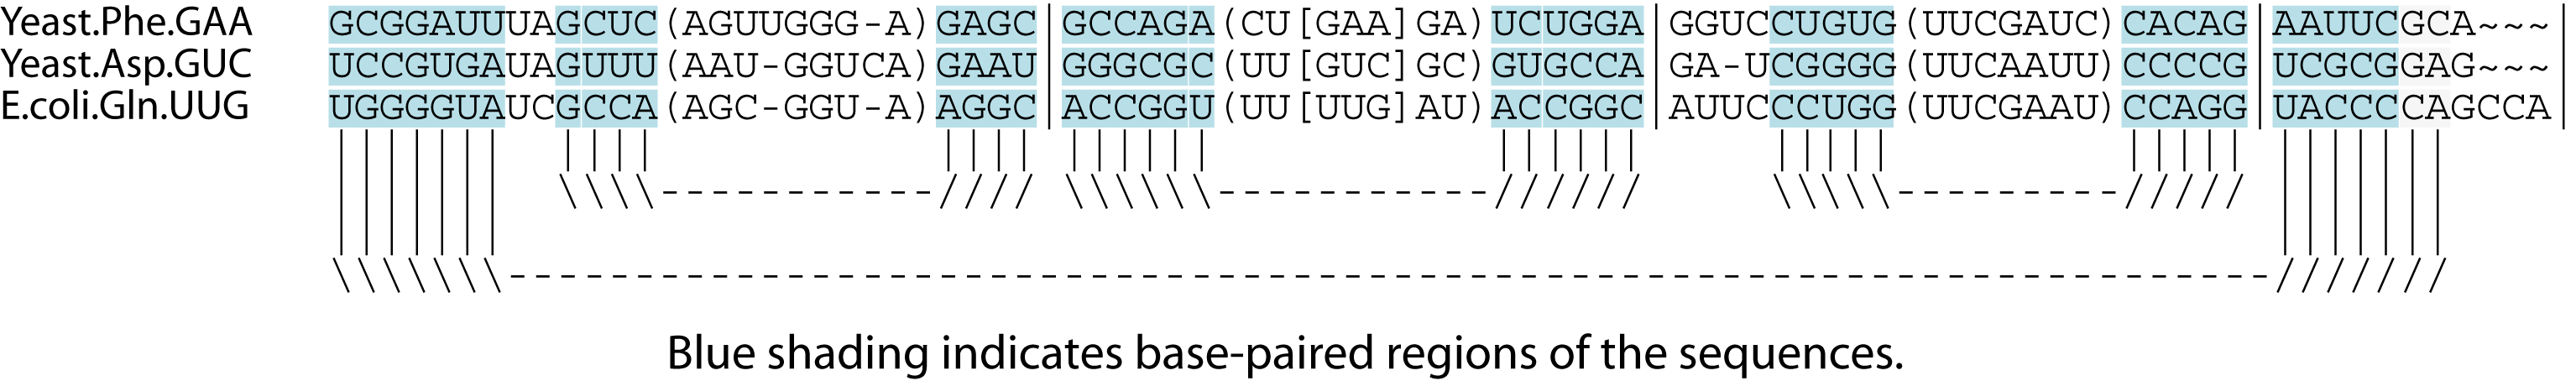 Yeast.Phe.GAA GCGGAUUUAGCUC(AGUUGGG-A)GAGC|GCCAGA(CU[GAA]GA)UCUGGA|GGUCCUGUG(UUCGAUC)CACAG|AAUUCGCA~~~|
Yeast.Asp.GUC UCCGUGAUAGUUU(AAU-GGUCA)GAAU|GGGCGC(UU[GUC]GC)GUGCCA|GA-UCGGGG(UUCAAUU)CCCCG|UCGCGGAG~~~|
E.coli.Gln.UUG UGGGGUAUCGCCA(AGC-GGU-A)AGGC|ACCGGU(UU[UUG]AU)ACCGGC|AUUCCCUGG(UUCGAAU)CCAGG|UACCCCAGCCA|
Blue shading indicates base-paired regions of the sequences.